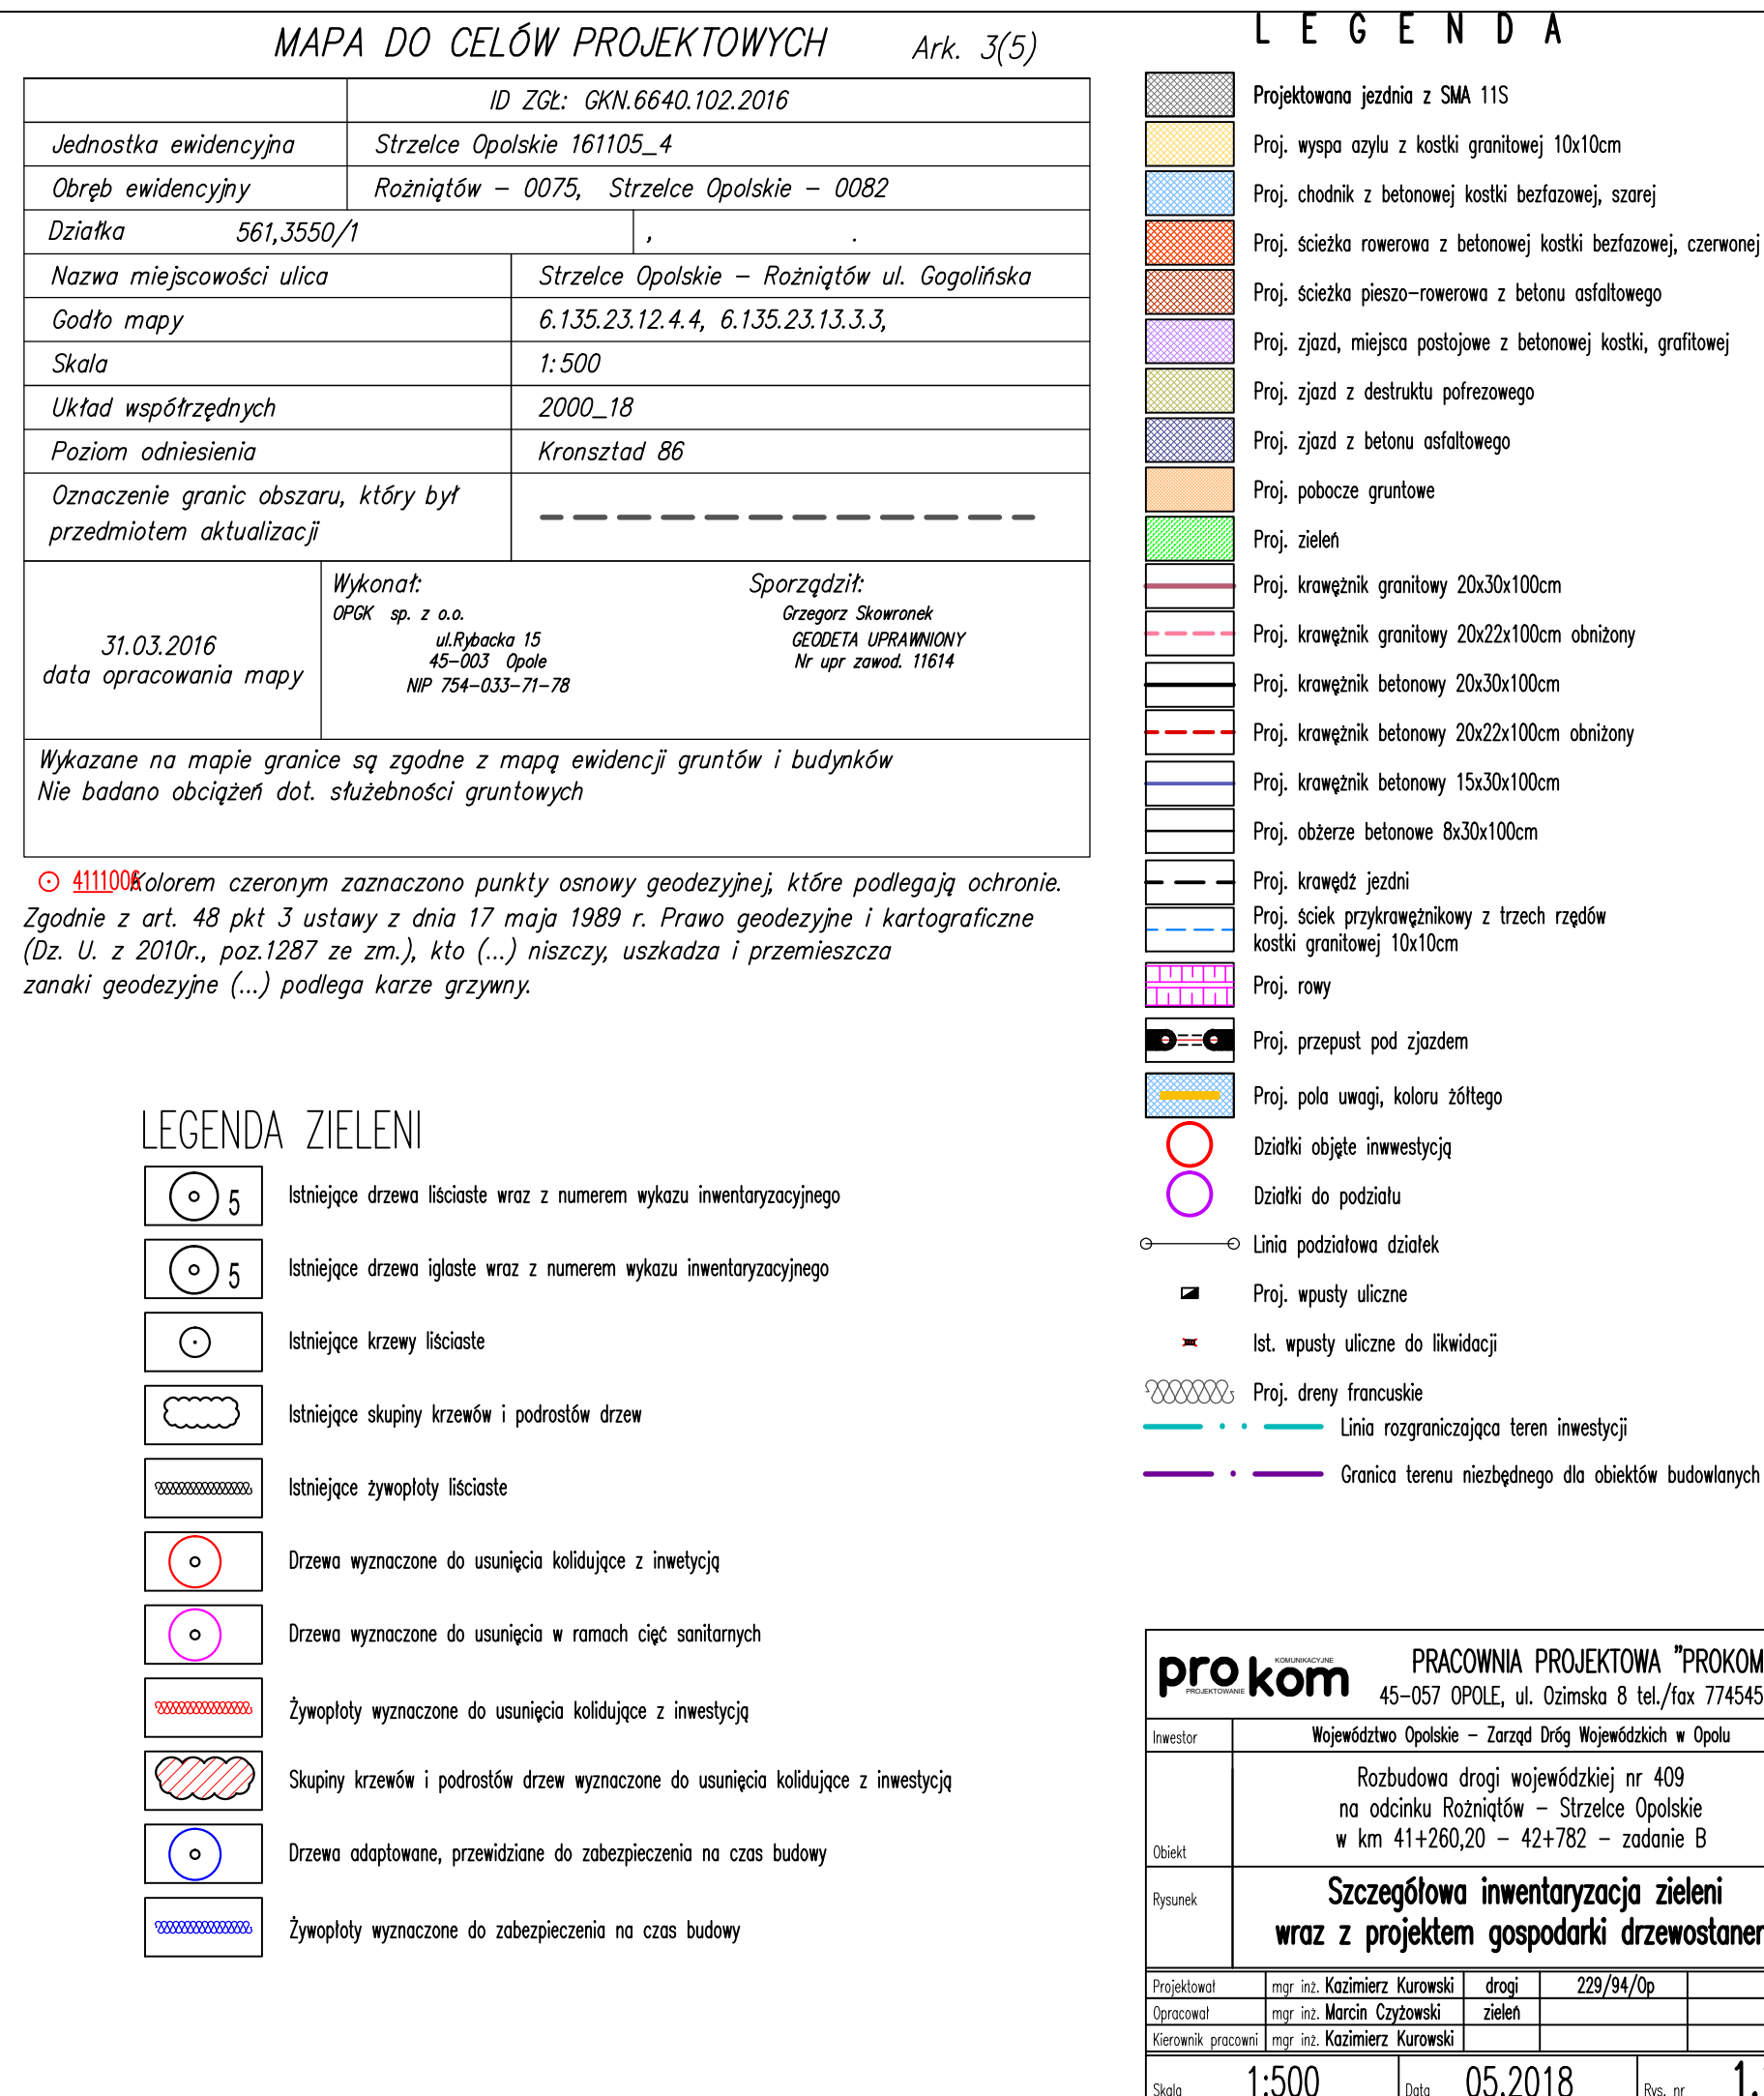 MAPA DO CELÓW PROJEKTOWYCH Ark. 3(5)
ID ZGŁ: GKN.6640.102.2016
Jednostka ewidencyjna Strzelce Opolskie 161105_4
Obręb ewidencyjny Rożniątów – 0075, Strzelce Opolskie – 0082
Działka 561,3550/1 , .
Nazwa miejscowości ulica Strzelce Opolskie – Rożniątów ul. Gogolińska
Godło mapy 6.135.23.12.4.4, 6.135.23.13.3.3,
Skala 1:500
Układ współrzędnych 2000_18
Poziom odniesienia Kronsztad 86
Oznaczenie granic obszaru, który był
przedmiotem aktualizacji
31.03.2016
data opracowania mapy
Wykonał:
OPGK sp. z o.o.
ul.Rybacka 15
45–003 Opole
NIP 754–033–71–78
Sporządził:
Grzegorz Skowronek
GEODETA UPRAWNIONY
Nr upr zawod. 11614
Wykazane na mapie granice są zgodne z mapą ewidencji gruntów i budynków
Nie badano obciążeń dot. służebności gruntowych
4111006 Kolorem czeronym zaznaczono punkty osnowy geodezyjnej, które podlegają ochronie.
Zgodnie z art. 48 pkt 3 ustawy z dnia 17 maja 1989 r. Prawo geodezyjne i kartograficzne
(Dz. U. z 2010r., poz.1287 ze zm.), kto (...) niszczy, uszkadza i przemieszcza
zanaki geodezyjne (...) podlega karze grzywny.
LEGENDA ZIELENI
5 Istniejące drzewa liściaste wraz z numerem wykazu inwentaryzacyjnego
5 Istniejące drzewa iglaste wraz z numerem wykazu inwentaryzacyjnego
Istniejące krzewy liściaste
Istniejące skupiny krzewów i podrostów drzew
Istniejące żywopłoty liściaste
Drzewa wyznaczone do usunięcia kolidujące z inwetycją
Drzewa wyznaczone do usunięcia w ramach cięć sanitarnych
Żywopłoty wyznaczone do usunięcia kolidujące z inwestycją
Skupiny krzewów i podrostów drzew wyznaczone do usunięcia kolidujące z inwestycją
Drzewa adaptowane, przewidziane do zabezpieczenia na czas budowy
Żywopłoty wyznaczone do zabezpieczenia na czas budowy
L E G E N D A
Projektowana jezdnia z SMA 11S
Proj. wyspa azylu z kostki granitowej 10x10cm
Proj. chodnik z betonowej kostki bezfazowej, szarej
Proj. ścieżka rowerowa z betonowej kostki bezfazowej, czerwonej
Proj. ścieżka pieszo–rowerowa z betonu asfaltowego
Proj. zjazd, miejsca postojowe z betonowej kostki, grafitowej
Proj. zjazd z destruktu pofrezowego
Proj. zjazd z betonu asfaltowego
Proj. pobocze gruntowe
Proj. zieleń
Proj. krawężnik granitowy 20x30x100cm
Proj. krawężnik granitowy 20x22x100cm obniżony
Proj. krawężnik betonowy 20x30x100cm
Proj. krawężnik betonowy 20x22x100cm obniżony
Proj. krawężnik betonowy 15x30x100cm
Proj. obżerze betonowe 8x30x100cm
Proj. krawędź jezdni
Proj. ściek przykrawężnikowy z trzech rzędów
kostki granitowej 10x10cm
Proj. rowy
Proj. przepust pod zjazdem
Proj. pola uwagi, koloru żółtego
Działki objęte inwwestycją
Działki do podziału
Linia podziałowa działek
Proj. wpusty uliczne
Ist. wpusty uliczne do likwidacji
Proj. dreny francuskie
Linia rozgraniczająca teren inwestycji
Granica terenu niezbędnego dla obiektów budowlanych
prokom
KOMUNIKACYJNE
PROJEKTOWANIE
PRACOWNIA PROJEKTOWA "PROKOM
45–057 OPOLE, ul. Ozimska 8 tel./fax 774545
Inwestor Województwo Opolskie – Zarząd Dróg Wojewódzkich w Opolu
Obiekt
Rozbudowa drogi wojewódzkiej nr 409
na odcinku Rożniątów – Strzelce Opolskie
w km 41+260,20 – 42+782 – zadanie B
Rysunek
Szczegółowa inwentaryzacja zieleni
wraz z projektem gospodarki drzewostanem
Projektował mgr inż. Kazimierz Kurowski drogi 229/94/Op
Opracował mgr inż. Marcin Czyżowski zieleń
Kierownik pracowni mgr inż. Kazimierz Kurowski
Skala 1:500 Data 05.2018 Rys. nr 1.